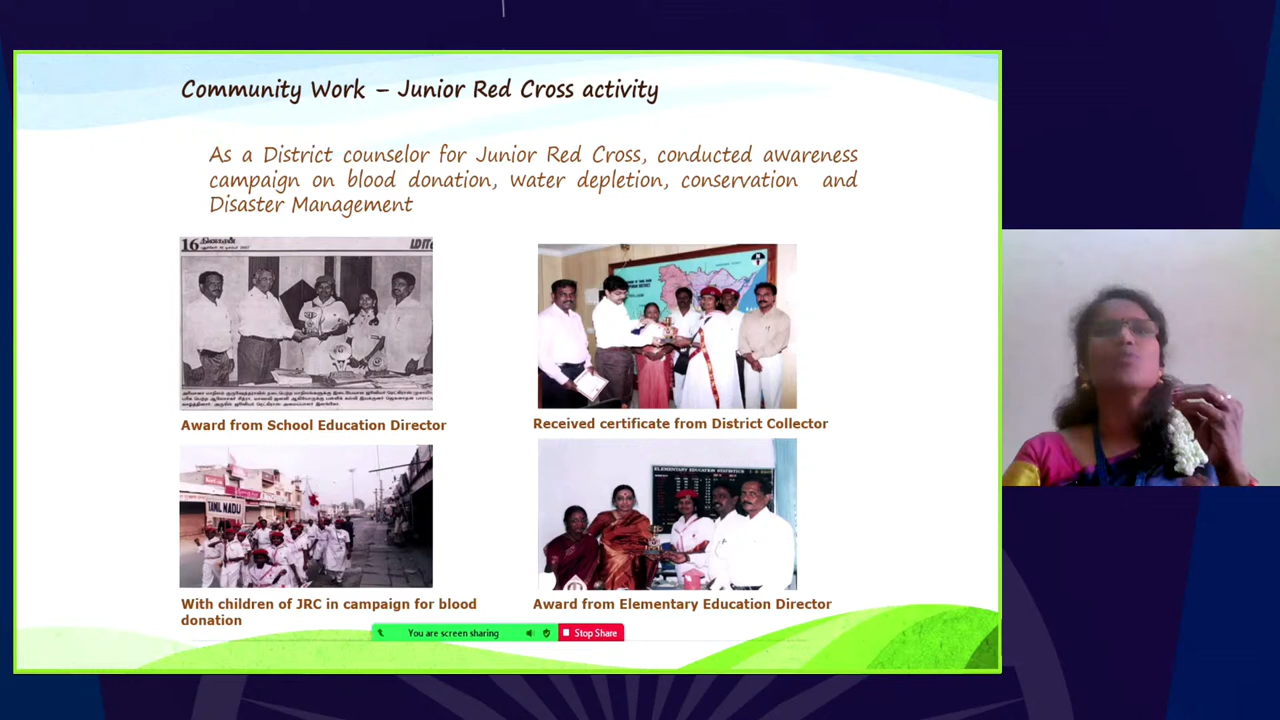 Community Work – Junior Red Cross activity
As a District counselor for Junior Red Cross, conducted awareness
campaign on blood donation, water depletion, conservation and
Disaster Management
16
Award from School Education Director
Received certificate from District Collector
TAMIL NADU
ELEMENTARY EDUCATION STATISTICS
With children of JRC in campaign for blood
donation
Award from Elementary Education Director
You are screen sharing
Stop Share